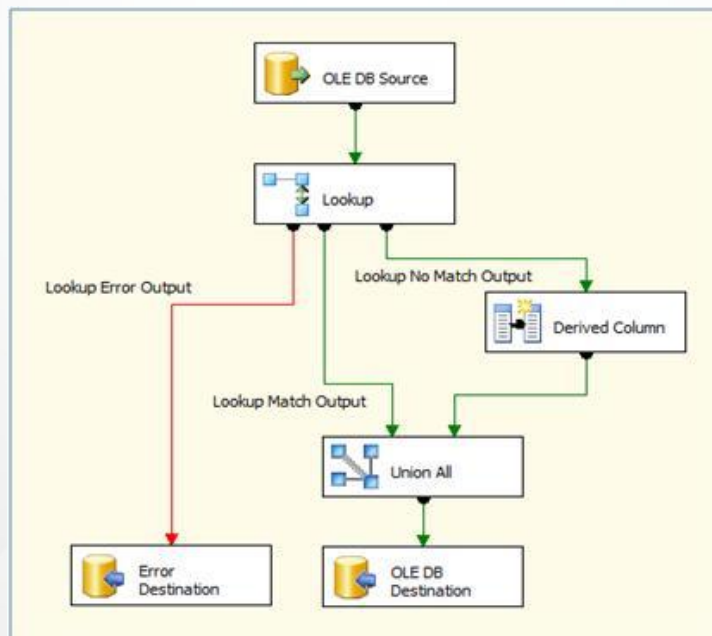 OLE DB Source
Lookup
Lookup No Match Output
Lookup Error Output
Derived Column
Lookup Match Output
Union All
Error
Destination
OLE DB
Destination